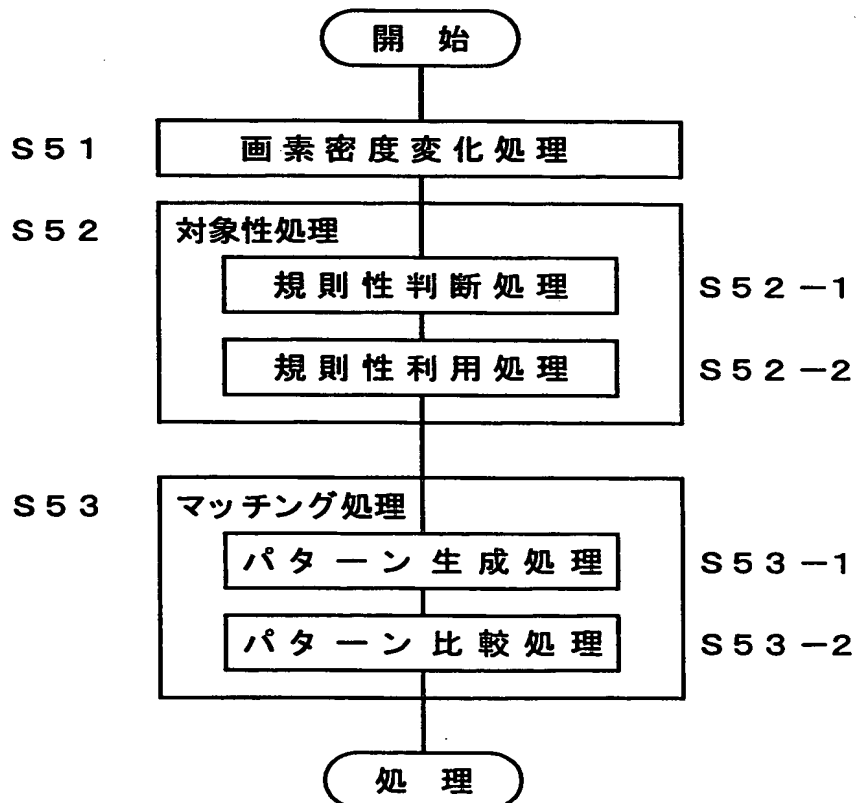 開始
S51 画素密度変化処理
S52 対象性処理
規則性判断処理 S52-1
規則性利用処理 S52-2
S53 マッチング処理
パターン生成処理 S53-1
パターン比較処理 S53-2
処理